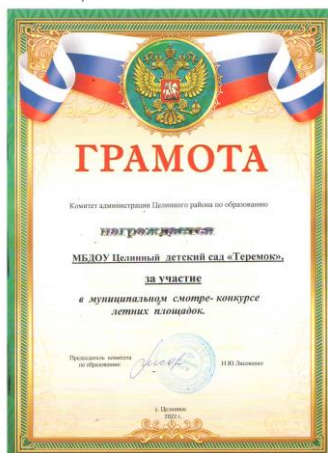 ГРАМОТА
Комитет администрации Целинного района по образованию
награждается
МБДОУ Целинный детский сад «Теремок»,
за участие
в муниципальном смотре- конкурсе
летних площадок.
Председатель комитета
по образованию
Н.Ю.
с. Целинное
2022 г.